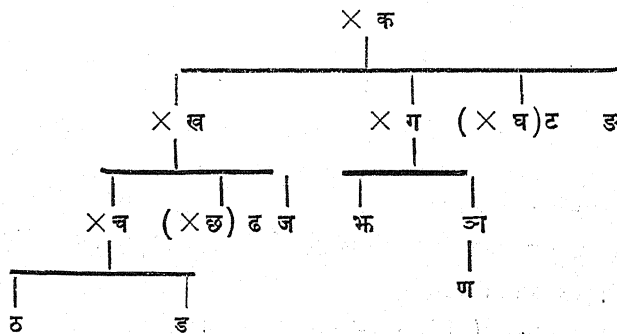 × क
× ख × ग (× घ) ट ङ
× च (× छ) ढ ज झ ञ
ण
ठ ड